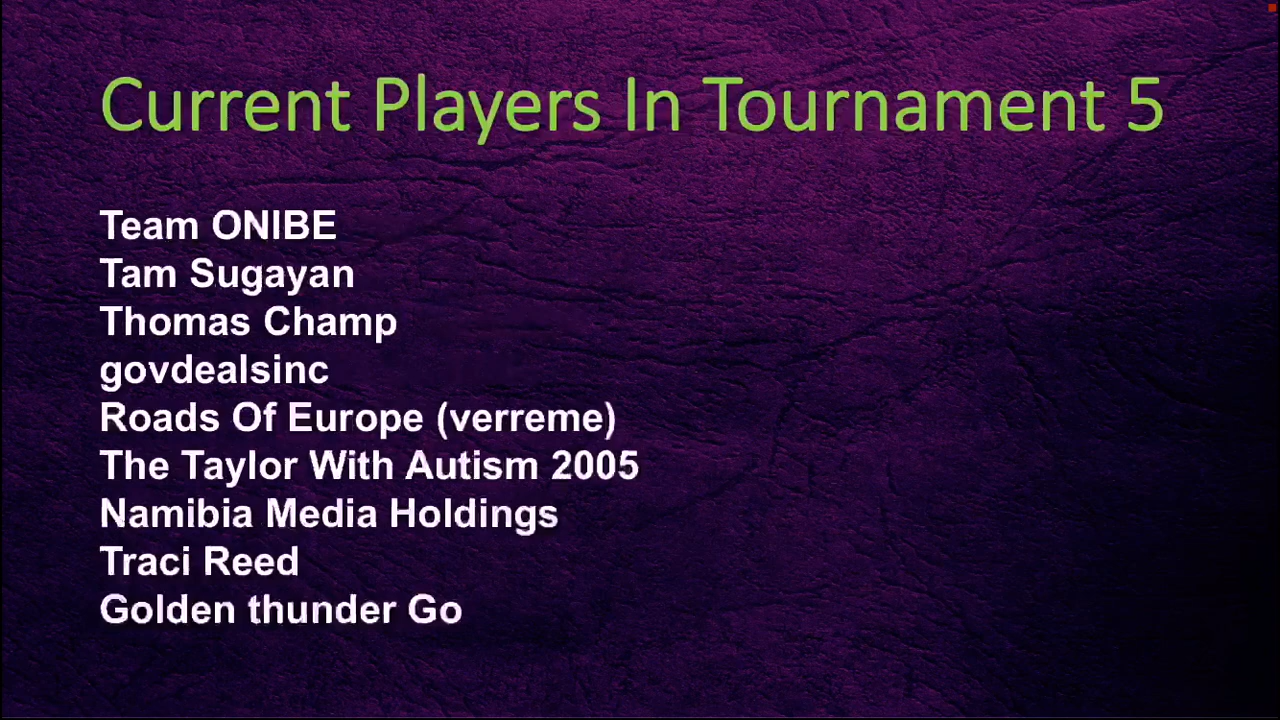 Current Players In Tournament 5
Team ONIBE
Tam Sugayan
Thomas Champ
govdealsinc
Roads Of Europe (verreme)
The Taylor With Autism 2005
Namibia Media Holdings
Traci Reed
Golden thunder Go